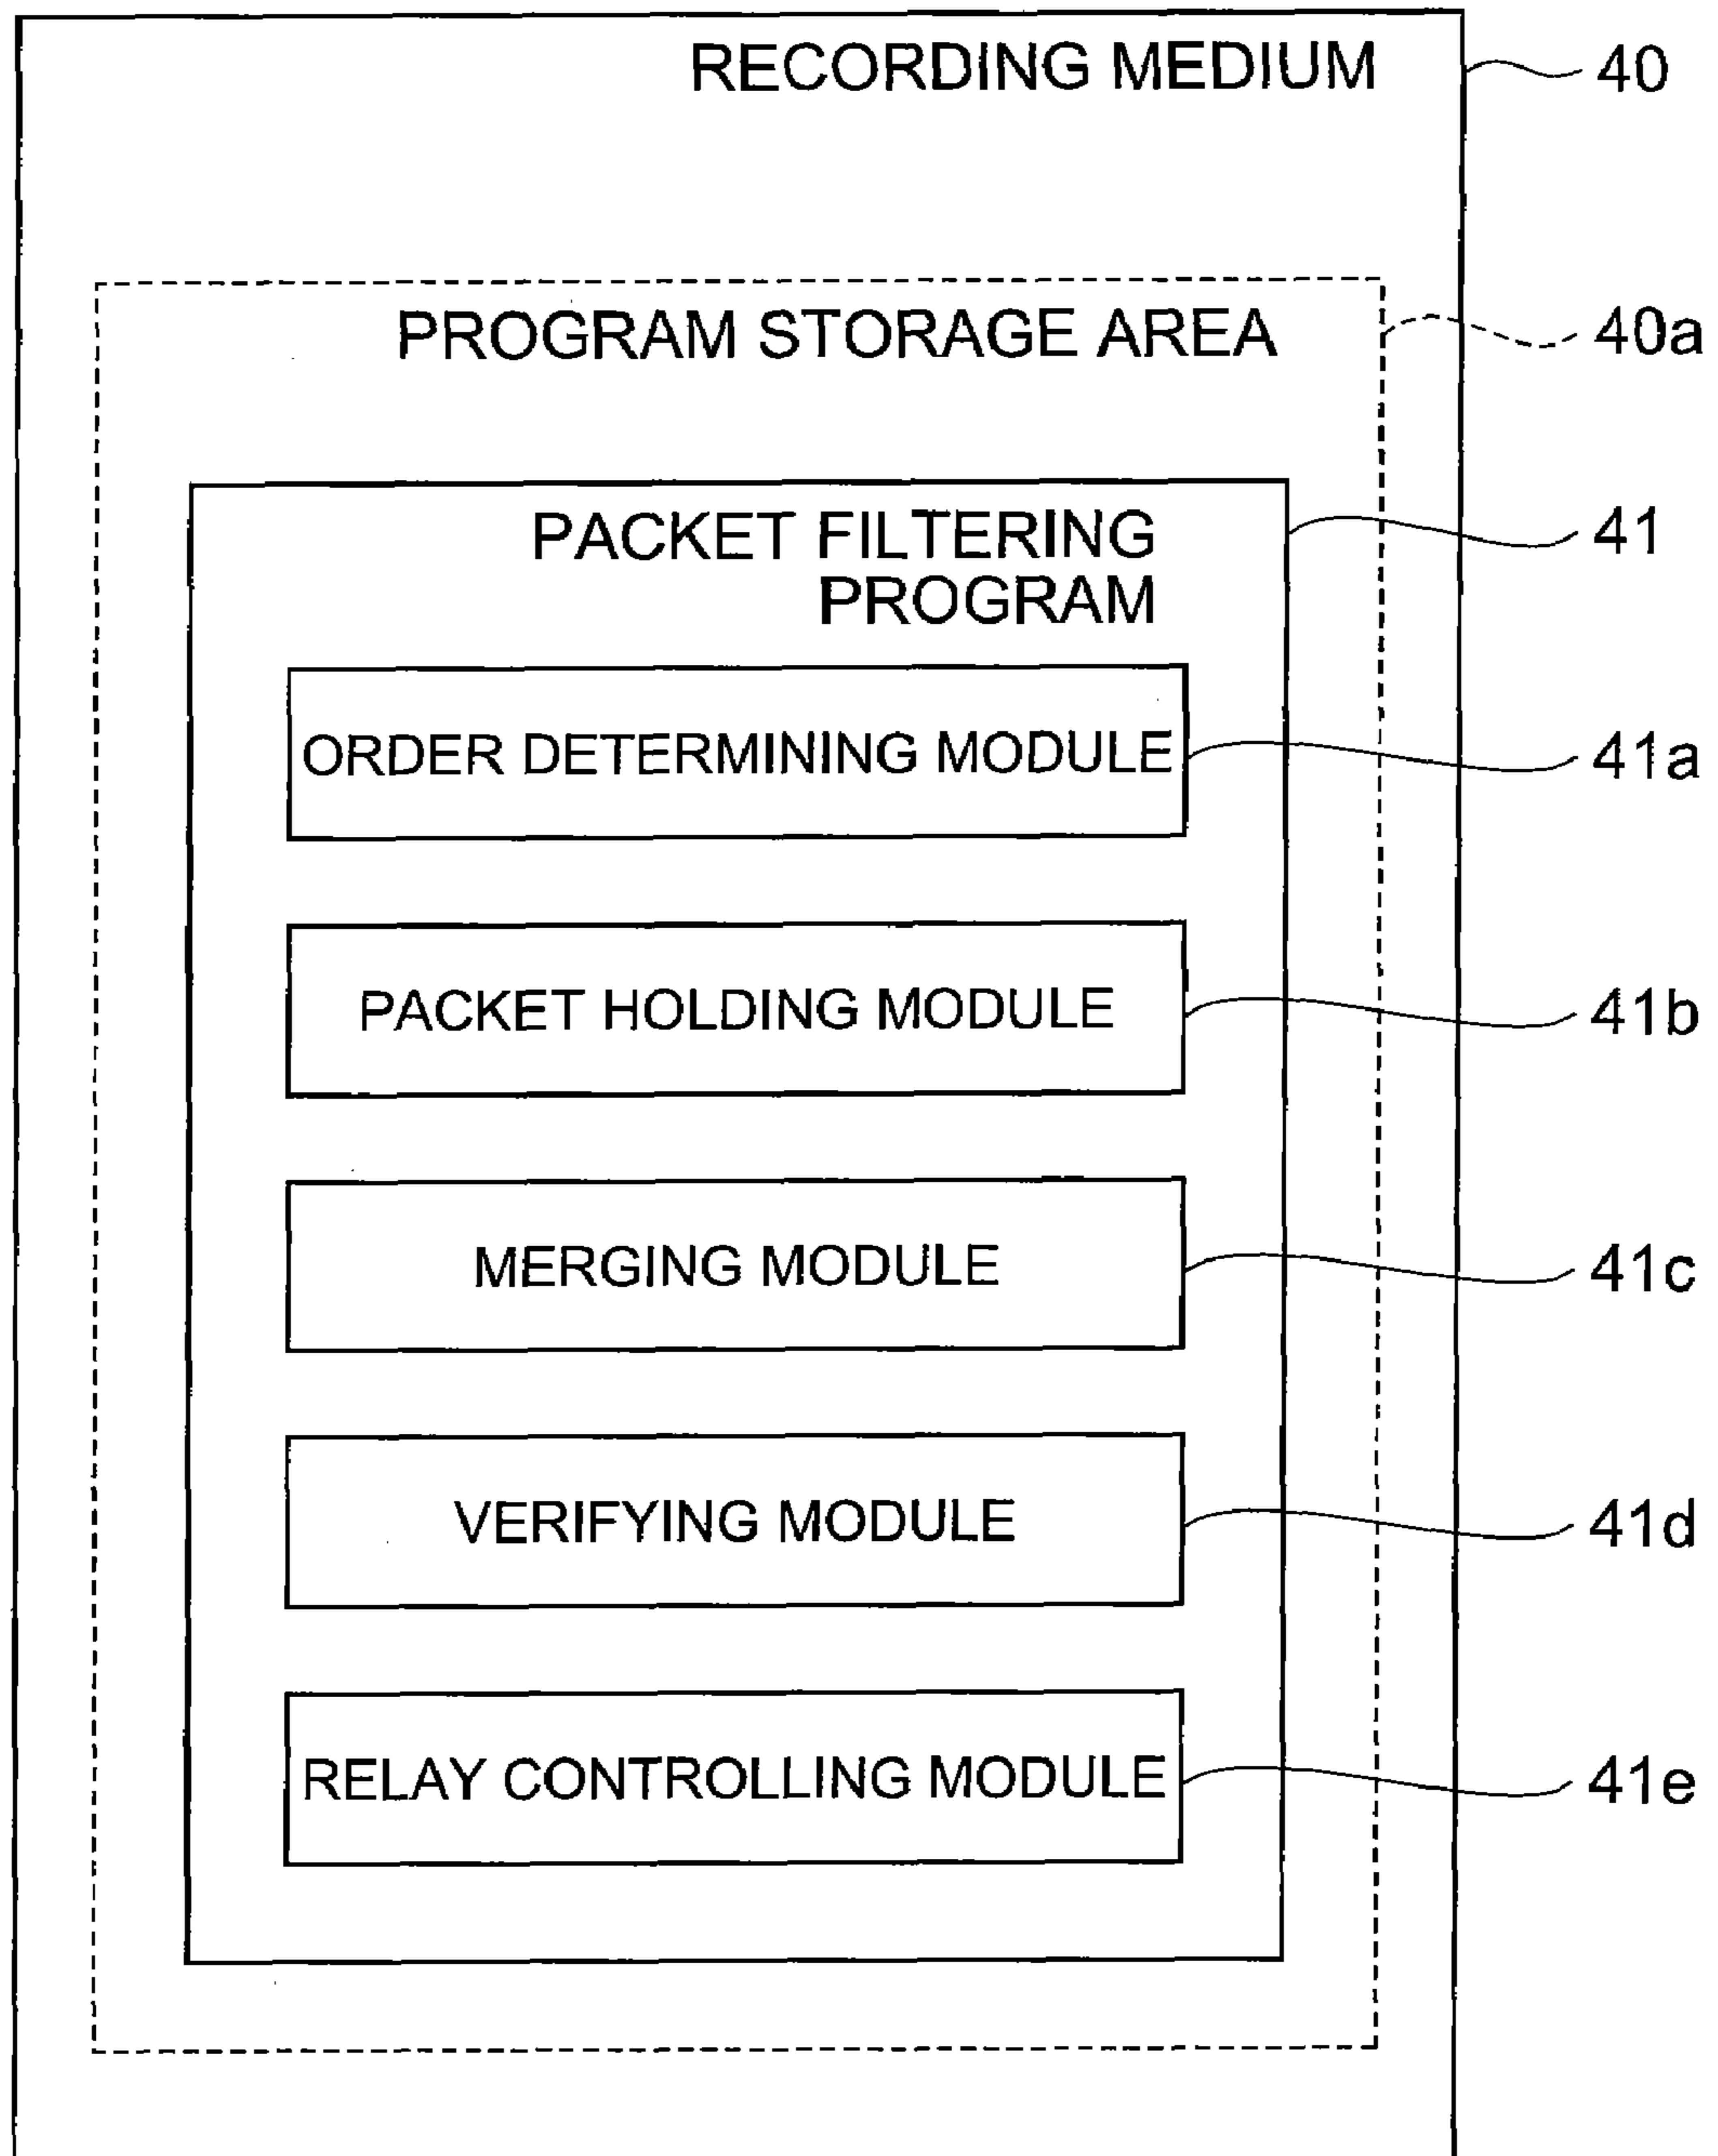 RECORDING MEDIUM 40
PROGRAM STORAGE AREA 40a
PACKET FILTERING 41
PROGRAM
ORDER DETERMINING MODULE 41a
PACKET HOLDING MODULE 41b
MERGING MODULE 41c
VERIFYING MODULE 41d
RELAY CONTROLLING MODULE 41e